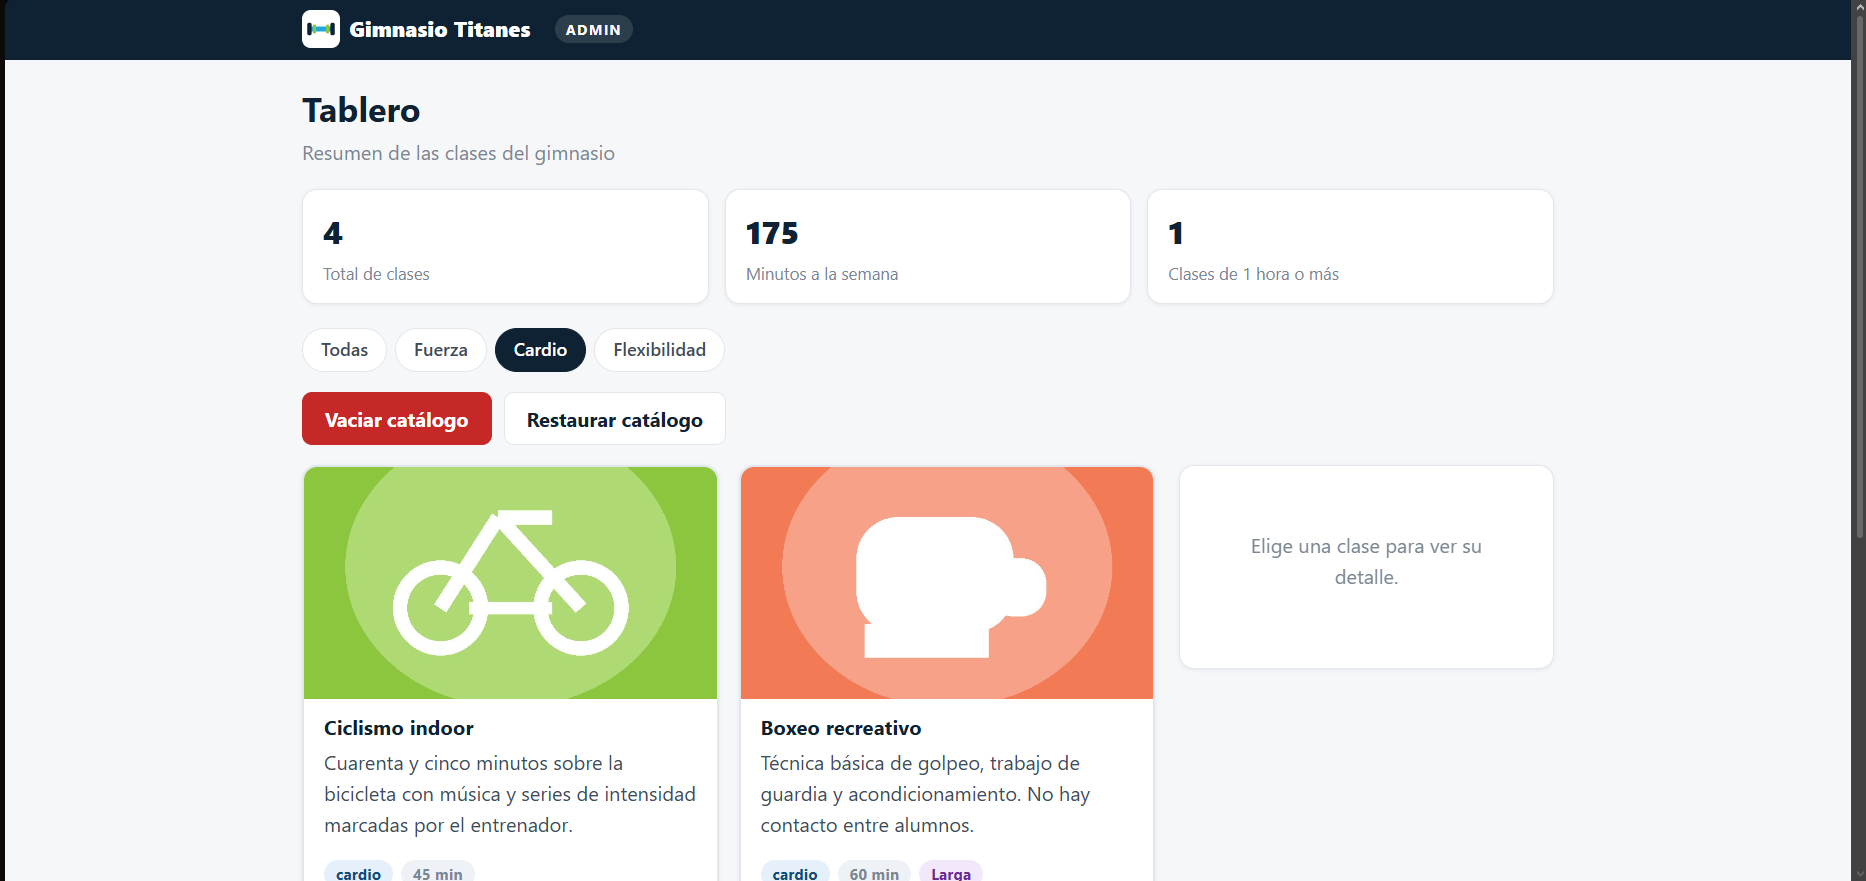 Gimnasio Titanes
ADMIN
Tablero
Resumen de las clases del gimnasio
4
Total de clases
175
Minutos a la semana
1
Clases de 1 hora o más
Todas
Fuerza
Cardio
Flexibilidad
Vaciar catálogo
Restaurar catálogo
Ciclismo indoor
Cuarenta y cinco minutos sobre la
bicicleta con música y series de intensidad
marcadas por el entrenador.
cardio
45 min
Boxeo recreativo
Técnica básica de golpeo, trabajo de
guardia y acondicionamiento. No hay
contacto entre alumnos.
cardio
60 min
Larga
Elige una clase para ver su
detalle.